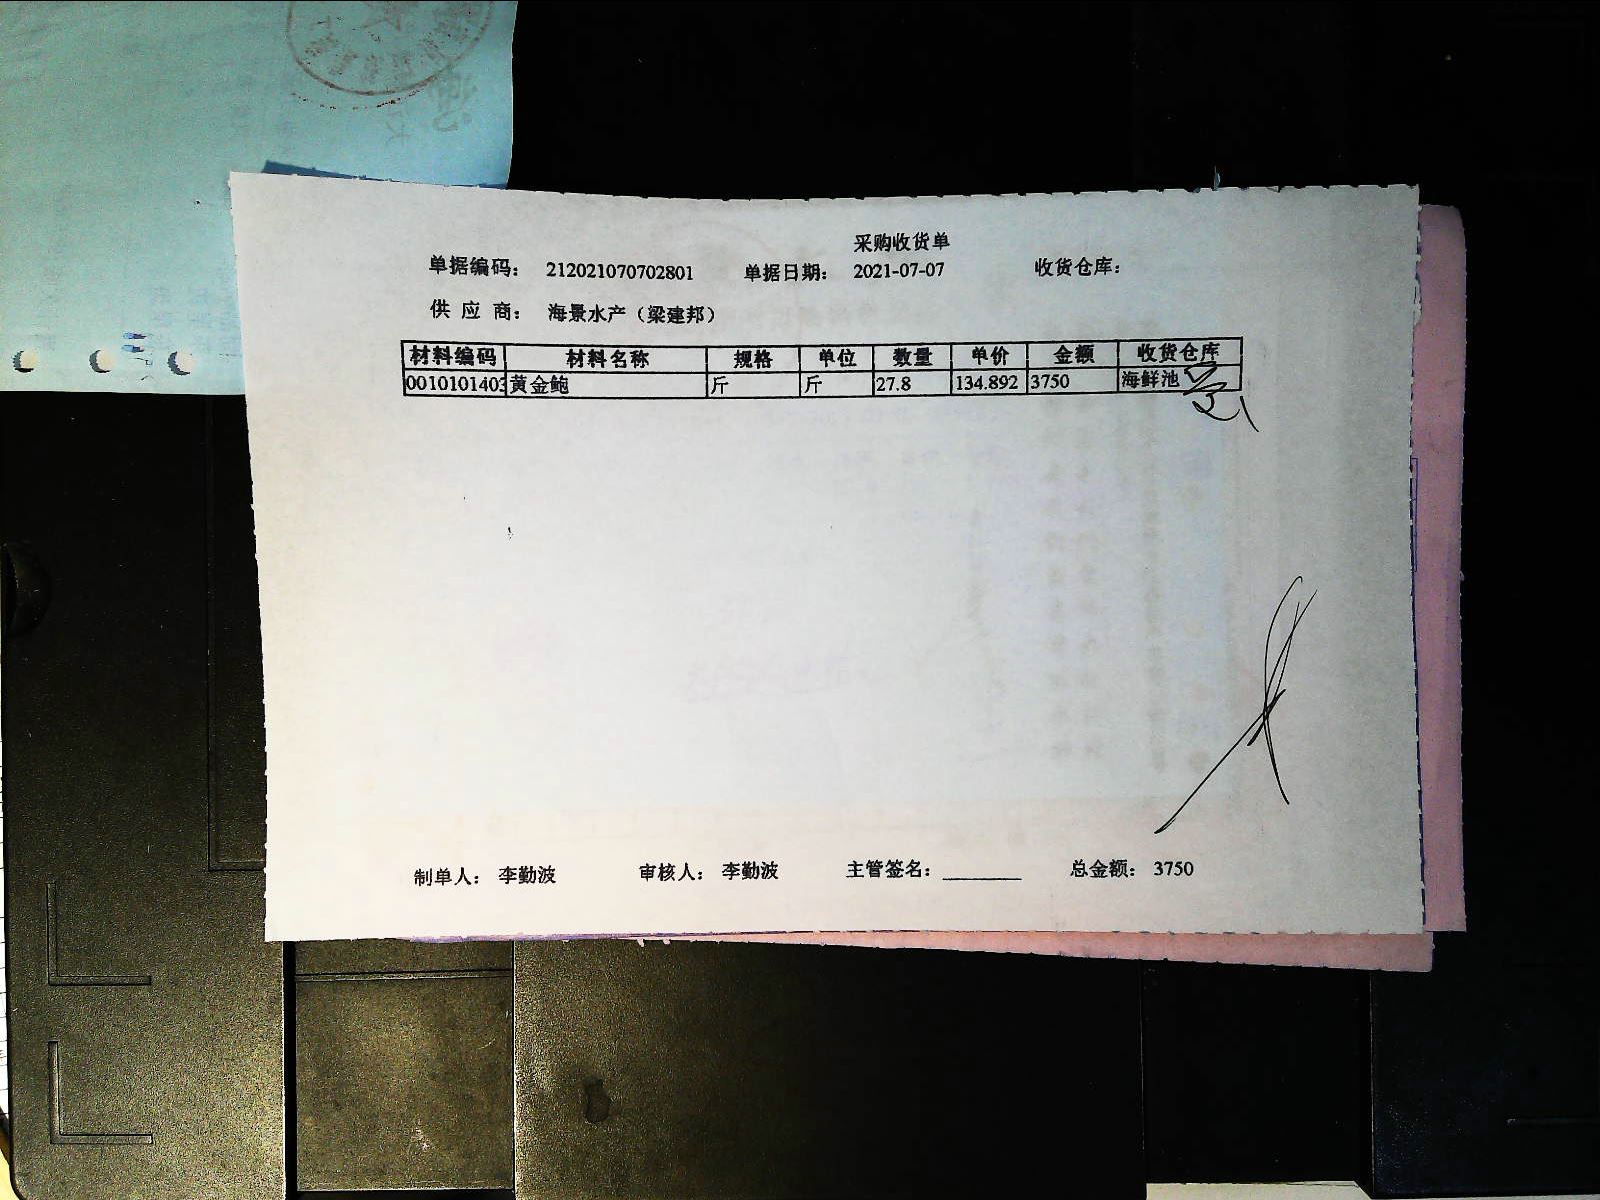 采购收货单
单据编码： 212021070702801 单据日期： 2021-07-07 收货仓库：
供 应 商： 海景水产（梁建邦）
材料编码 材料名称 规格 单位 数量 单价 金额 收货仓库
0010101403 黄金鲍 斤 斤 27.8 134.892 3750 海鲜池
制单人： 李勤波 审核人： 李勤波 主管签名： 总金额： 3750